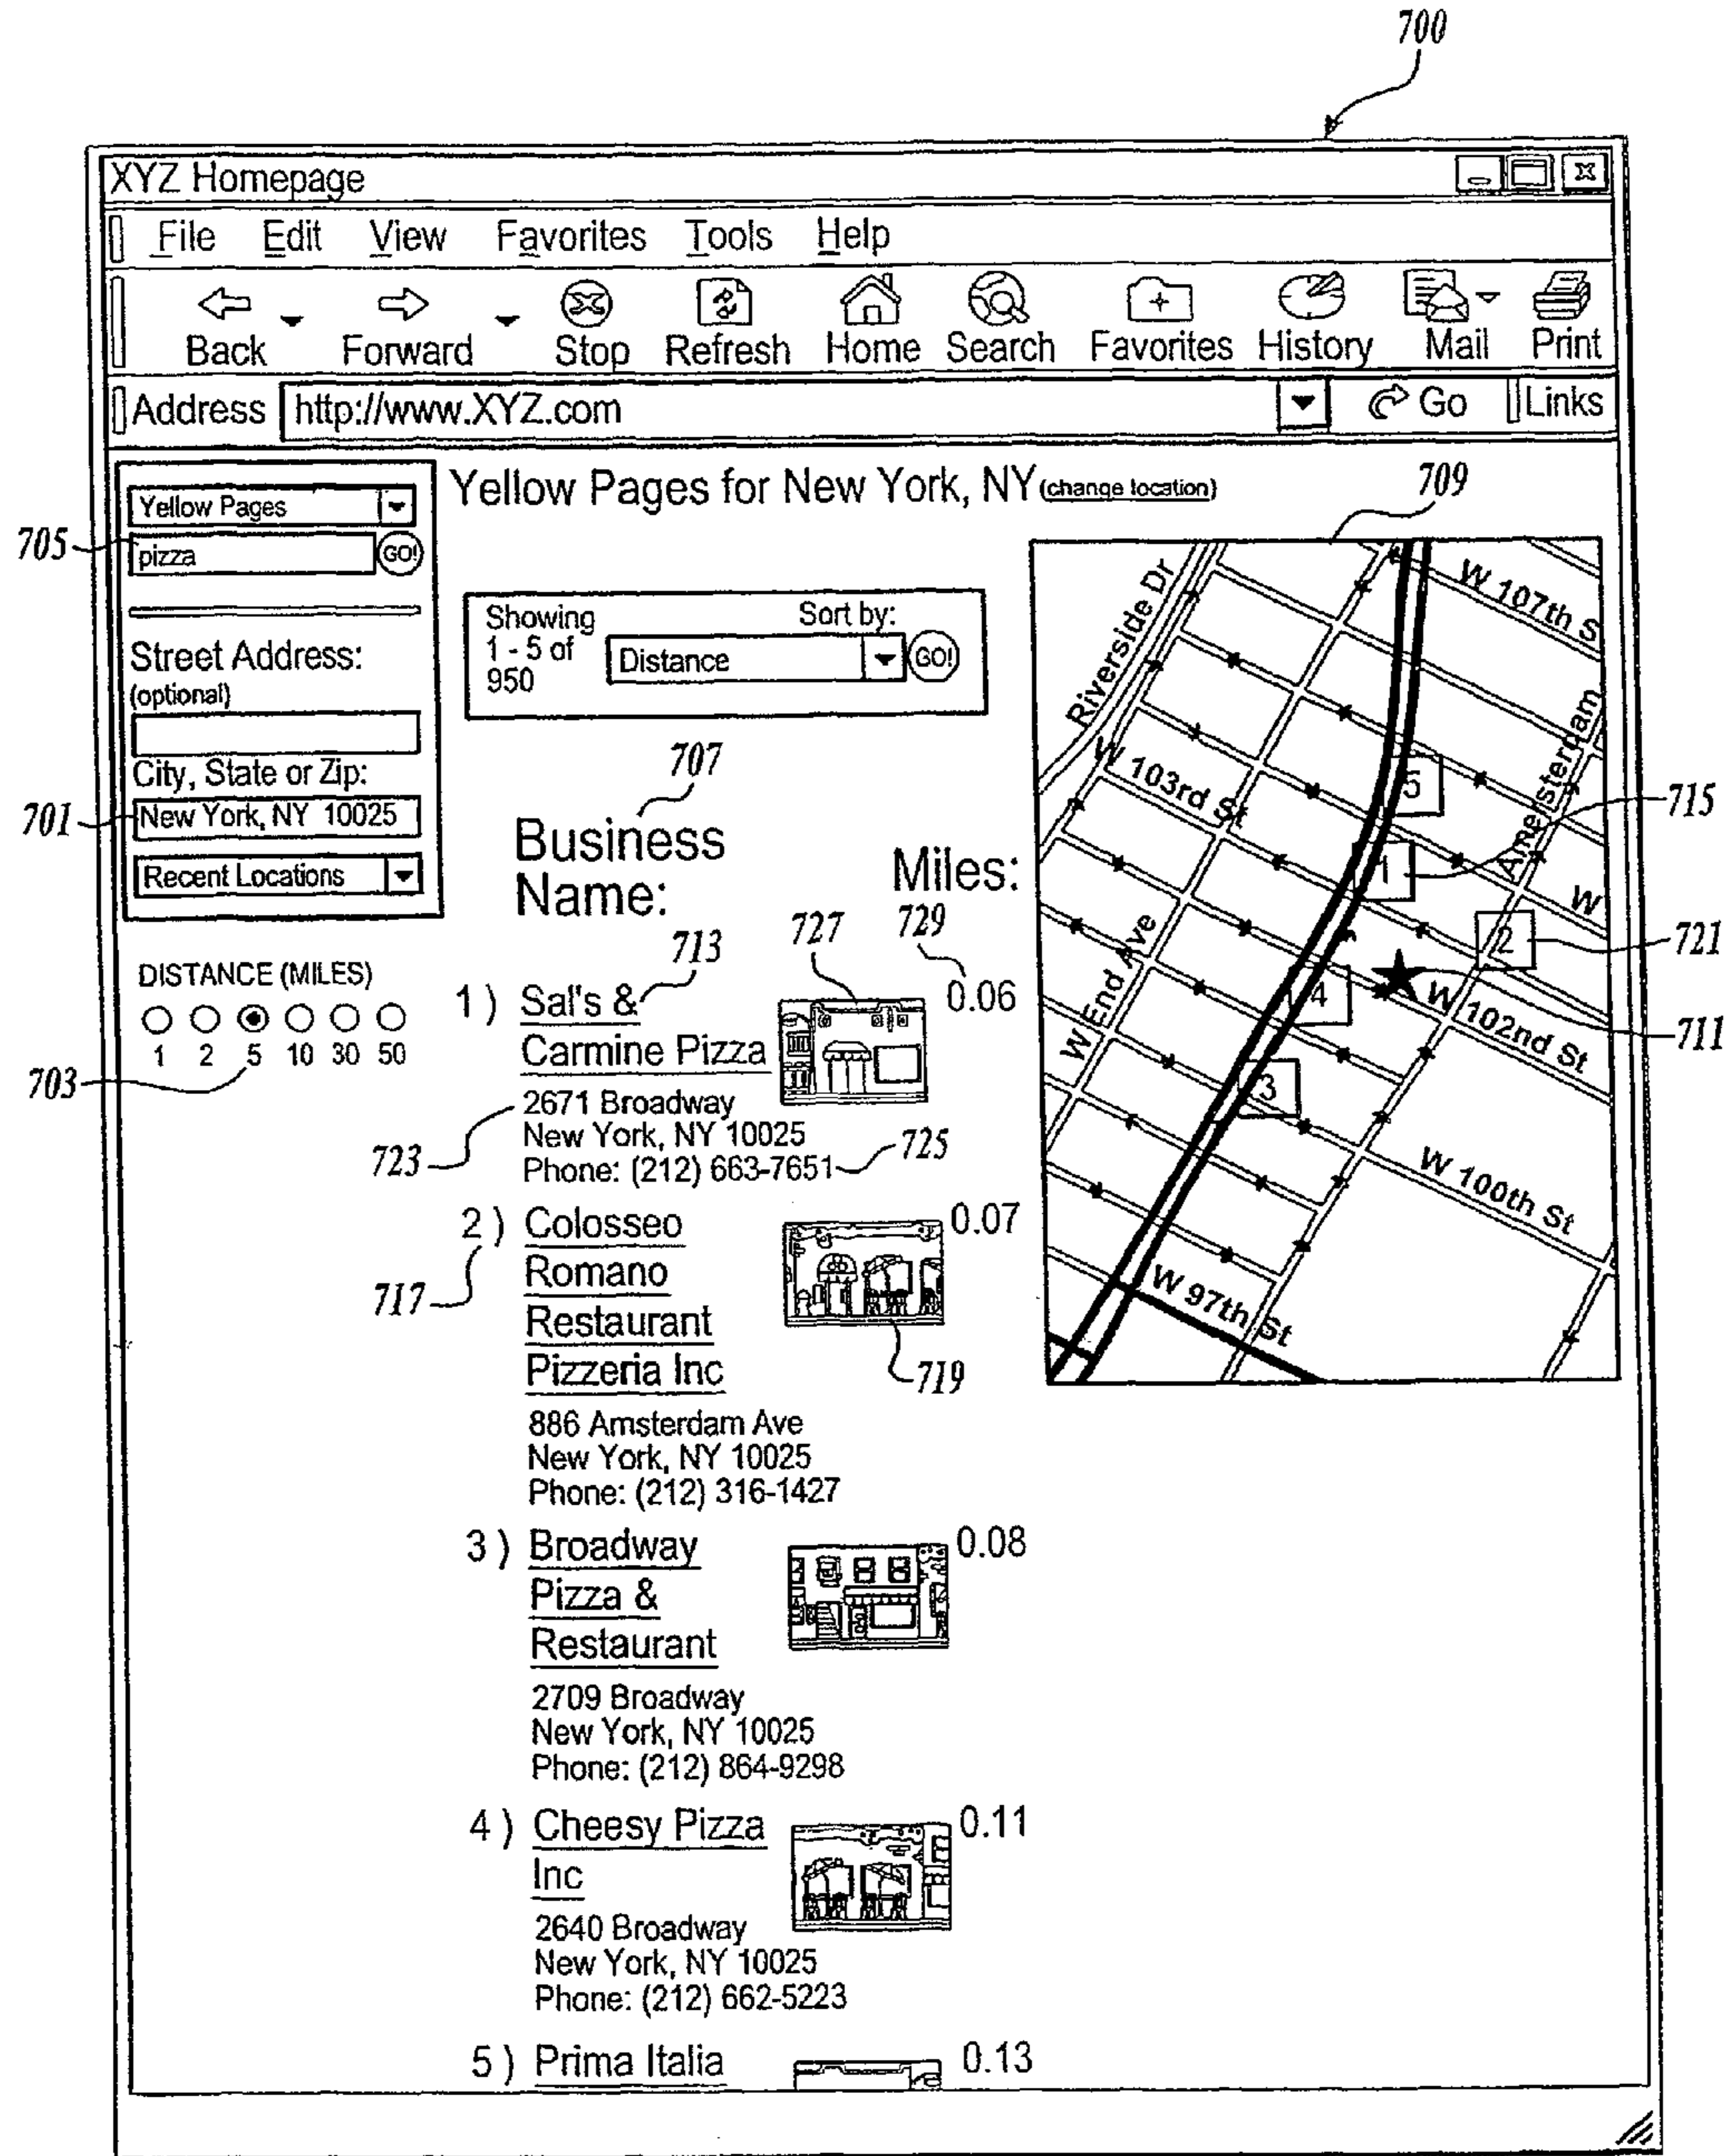 700
XYZ Homepage
File Edit View Favorites Tools Help
Back Forward Stop Refresh Home Search Favorites History Mail Print
Address http://www.XYZ.com Go Links
Yellow Pages
705
pizza GO!
Street Address:
(optional)
City, State or Zip:
701
New York, NY 10025
Recent Locations
DISTANCE (MILES)
1 2 5 10 30 50
703
Yellow Pages for New York, NY (change location)
Showing
1 - 5 of
950
Sort by:
Distance GO!
707
Business
Name:
Miles:
713
727
729
1) Sal's &
Carmine Pizza
0.06
2671 Broadway
New York, NY 10025
Phone: (212) 663-7651
723
725
2) Colosseo
Romano
Restaurant
Pizzeria Inc
0.07
717
719
886 Amsterdam Ave
New York, NY 10025
Phone: (212) 316-1427
3) Broadway
Pizza &
Restaurant
0.08
2709 Broadway
New York, NY 10025
Phone: (212) 864-9298
4) Cheesy Pizza
Inc
0.11
2640 Broadway
New York, NY 10025
Phone: (212) 662-5223
5) Prima Italia
0.13
709
Riverside Dr
W 107th S
Amesterdam
W 103rd St
5
715
1
W
2
721
W End Ave
4
W 102nd St
711
3
W 100th St
W 97th St